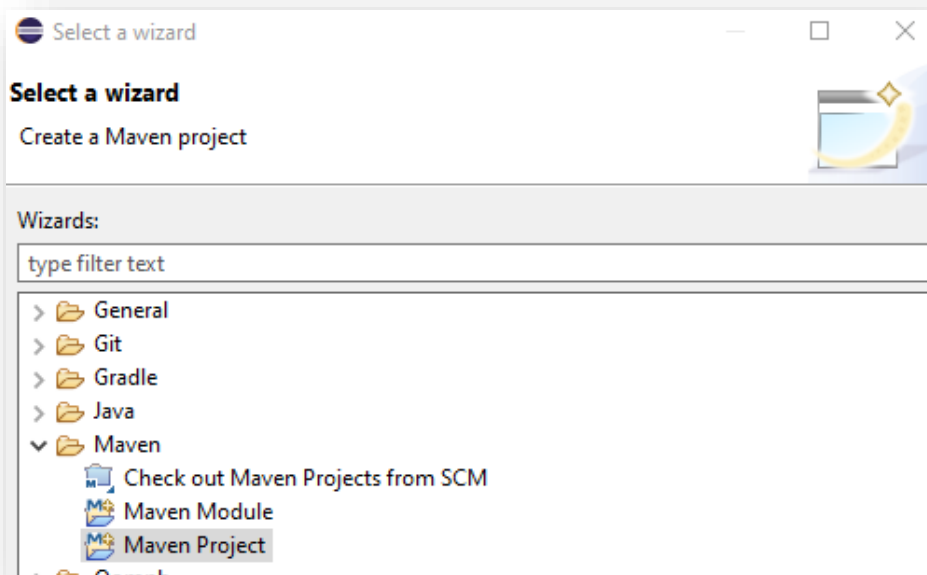 Select a wizard
Select a wizard
Create a Maven project
Wizards:
type filter text
General
Git
Gradle
Java
Maven
Check out Maven Projects from SCM
Maven Module
Maven Project